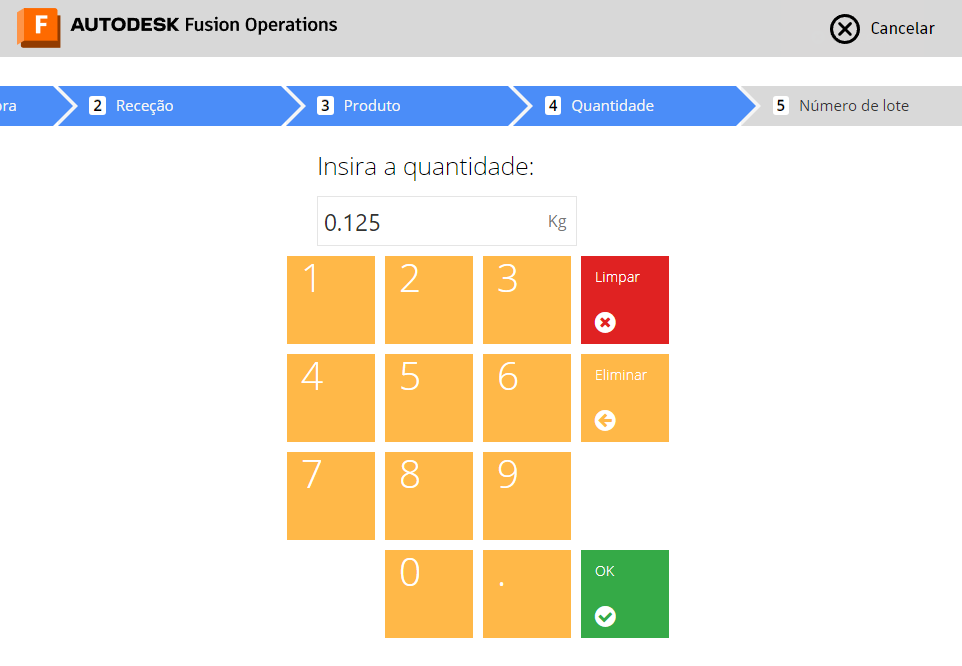 F AUTODESK Fusion Operations
Cancelar
ora
2 Receção
3 Produto
4 Quantidade
5 Número de lote
Insira a quantidade:
0.125 Kg
1 2 3 Limpar
4 5 6 Eliminar
7 8 9
0 . OK